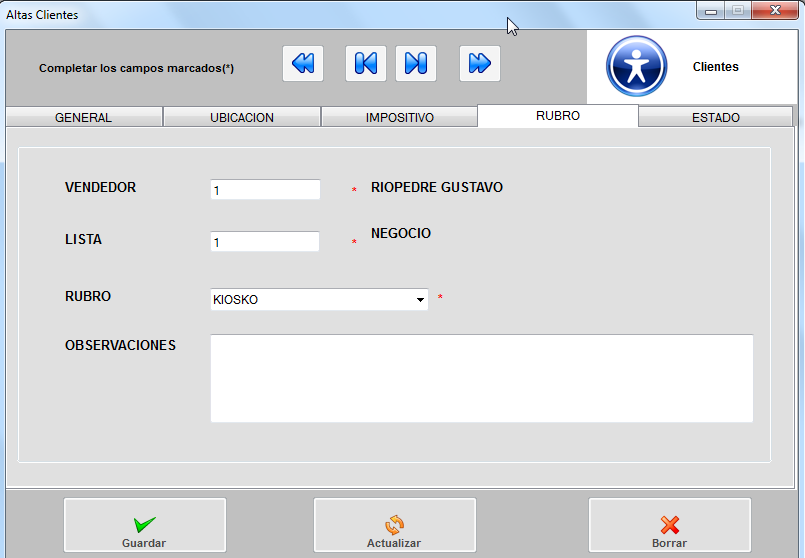 Altas Clientes
Completar los campos marcados(*)
Clientes
GENERAL UBICACION IMPOSITIVO RUBRO ESTADO
VENDEDOR 1 * RIOPEDRE GUSTAVO
LISTA 1 * NEGOCIO
RUBRO KIOSKO *
OBSERVACIONES
Guardar Actualizar Borrar